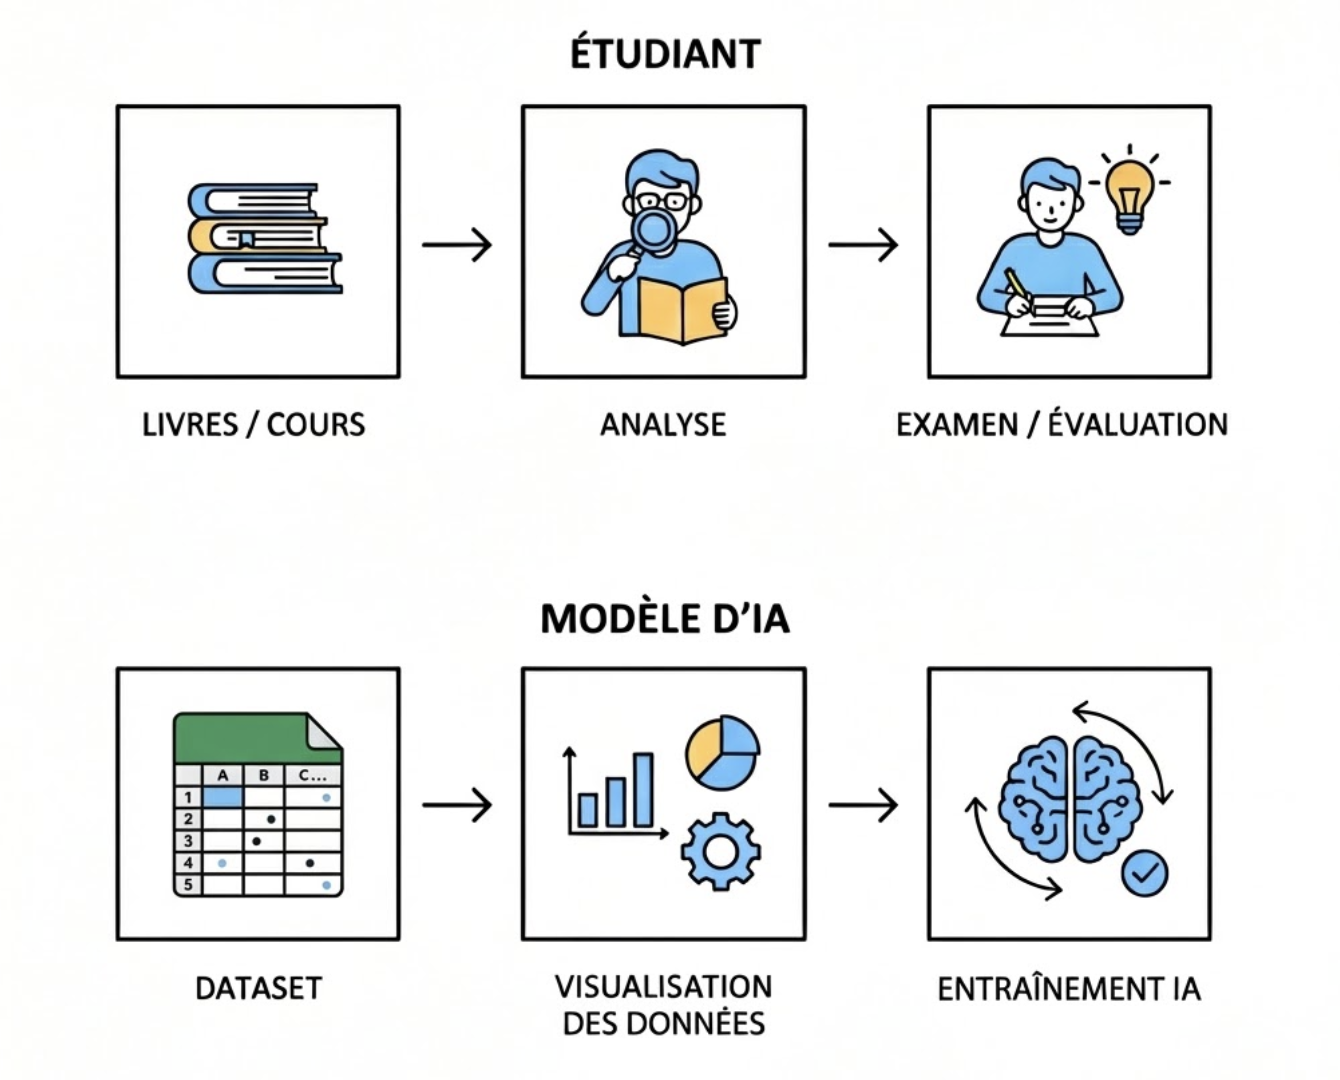 ÉTUDIANT
LIVRES / COURS
ANALYSE
EXAMEN / ÉVALUATION
MODÈLE D’IA
A B C...
1
2
3
4
5
DATASET
VISUALISATION
DES DONNÉES
ENTRAÎNEMENT IA